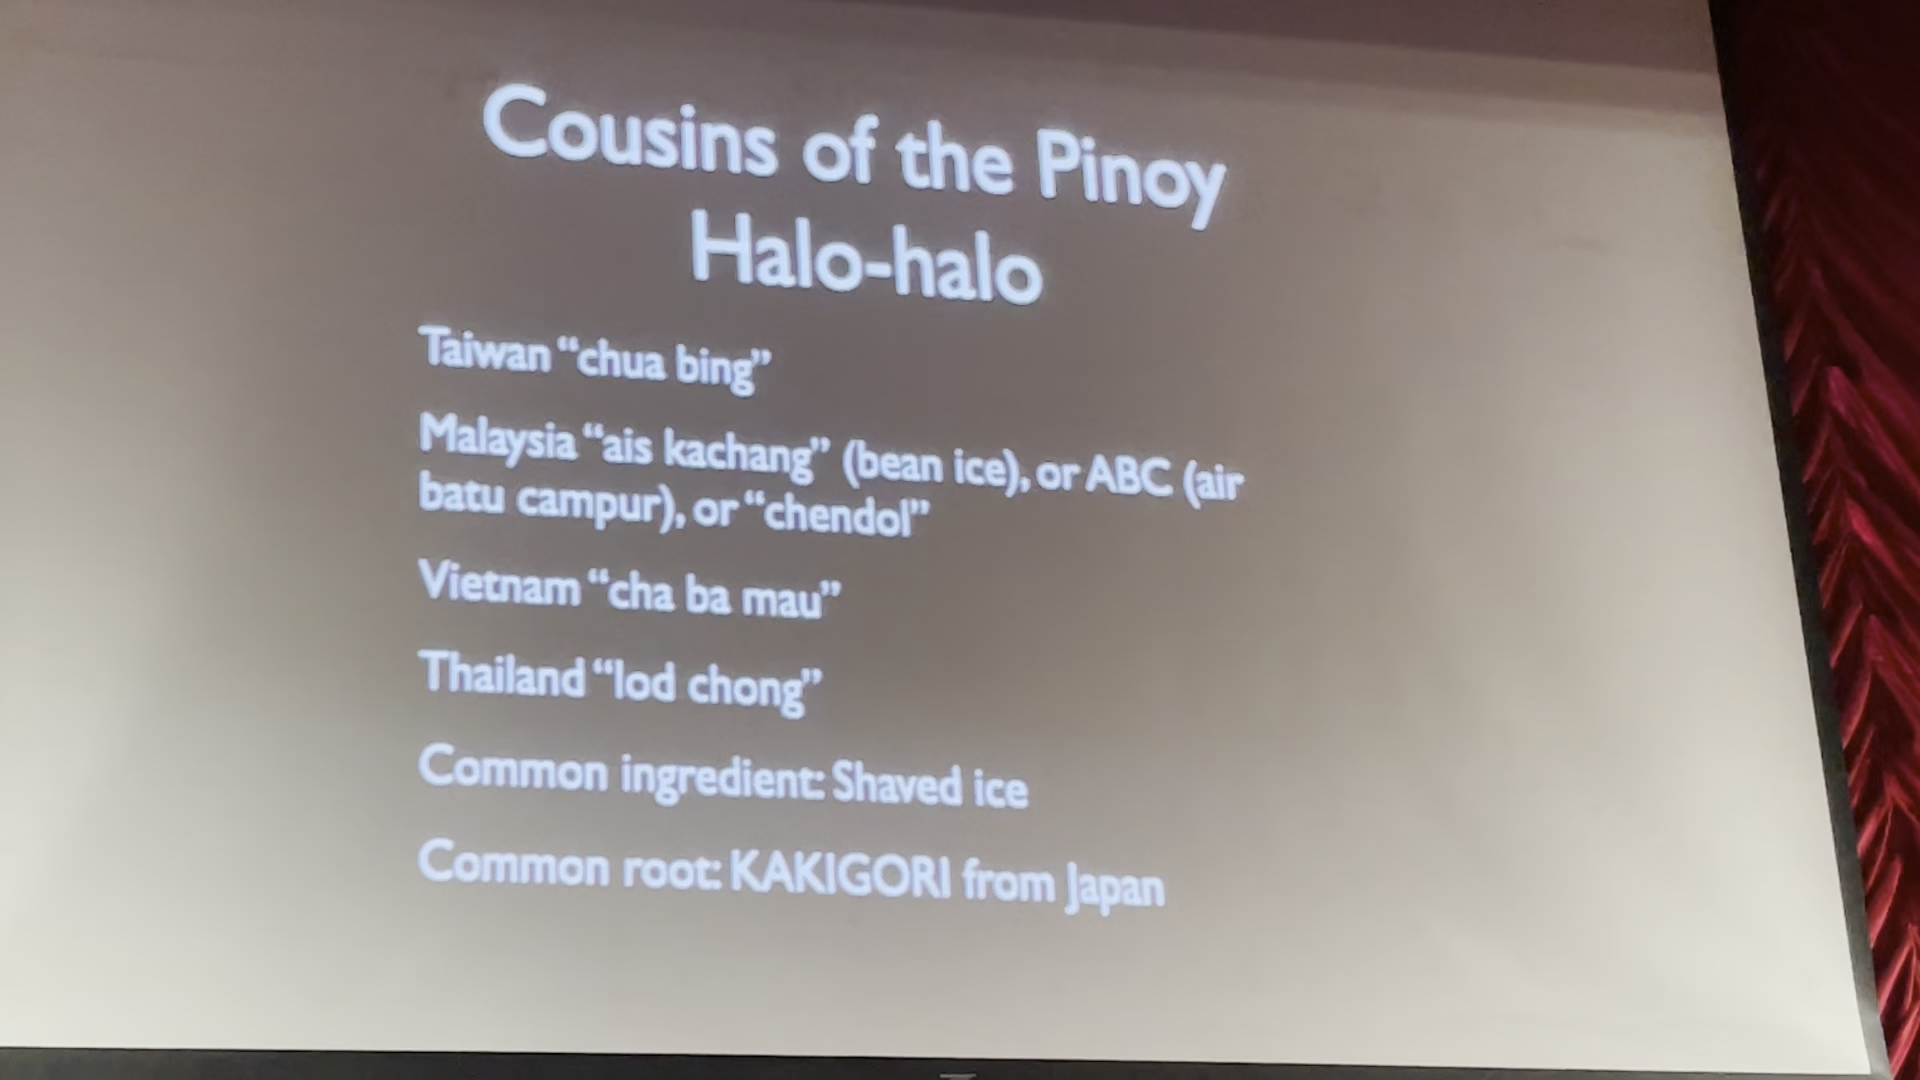 Cousins of the Pinoy
Halo-halo
Taiwan “chua bing”
Malaysia “ais kachang” (bean ice), or ABC (air
batu campur), or “chendol”
Vietnam “cha ba mau”
Thailand “lod chong”
Common ingredient: Shaved ice
Common root: KAKIGORI from Japan